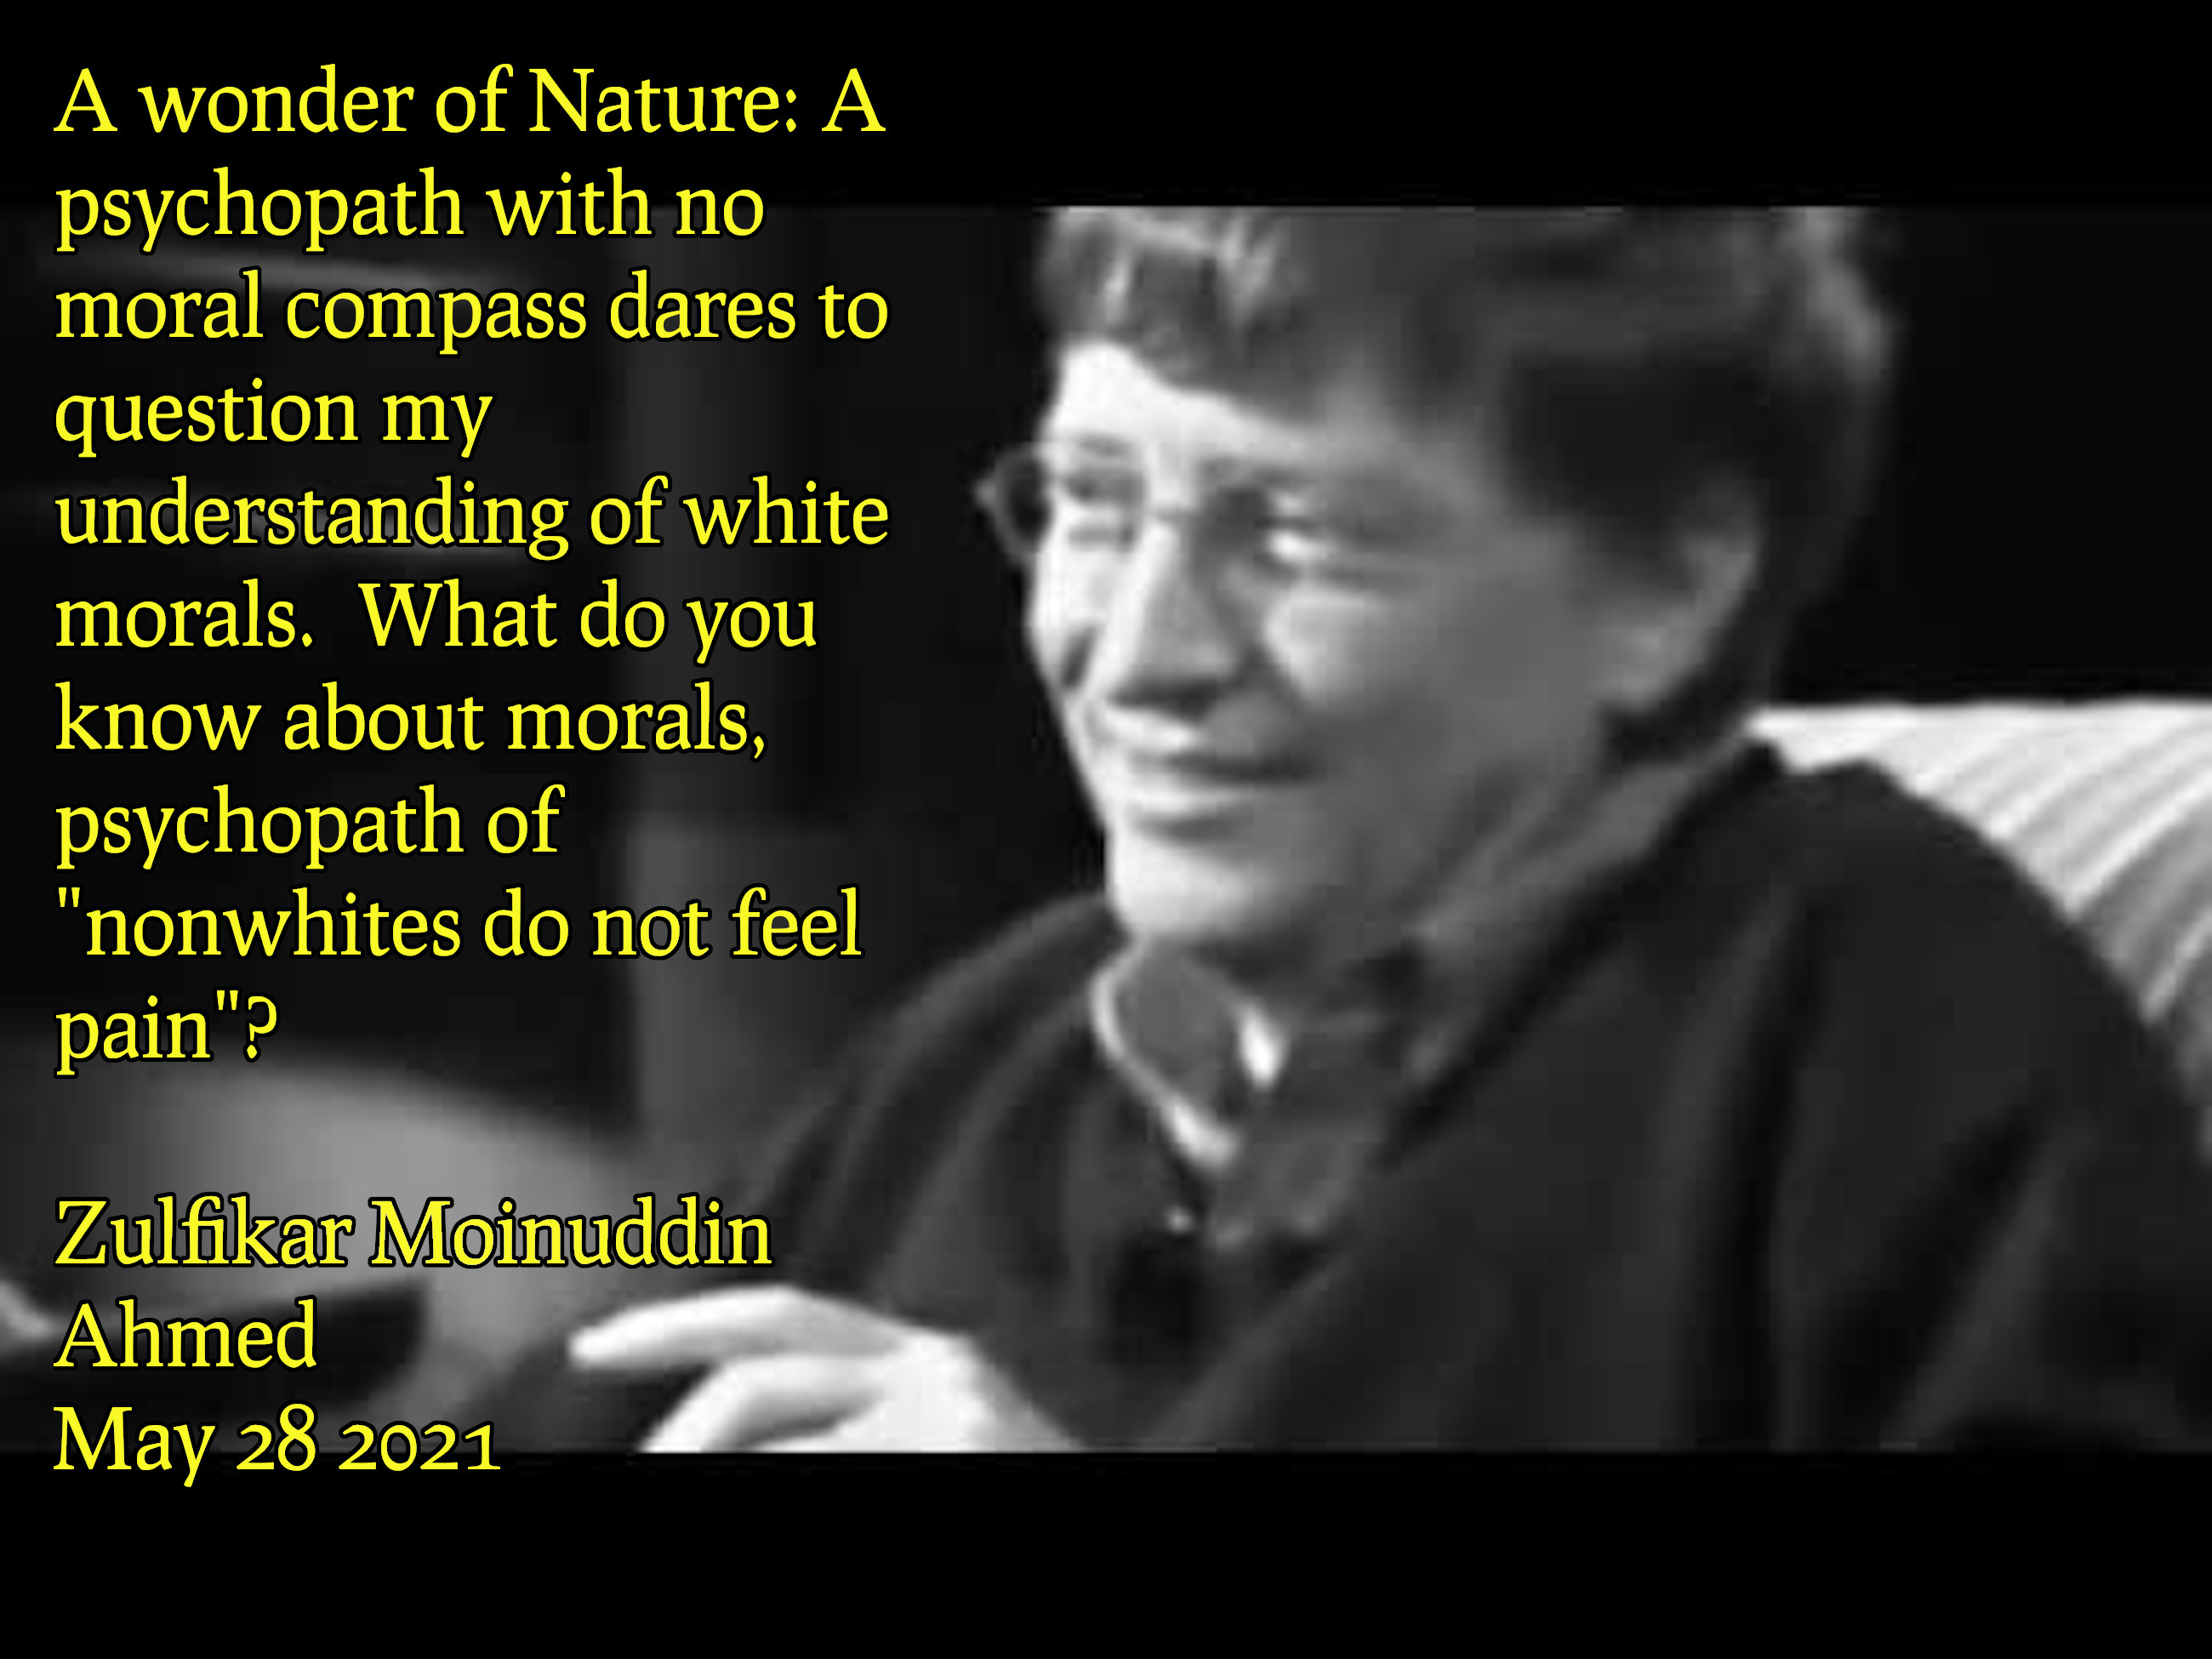 A wonder of Nature: A
psychopath with no
moral compass dares to
question my
understanding of white
morals.  What do you
know about morals,
psychopath of
"nonwhites do not feel
pain"?
Zulfikar Moinuddin
Ahmed
May 28 2021